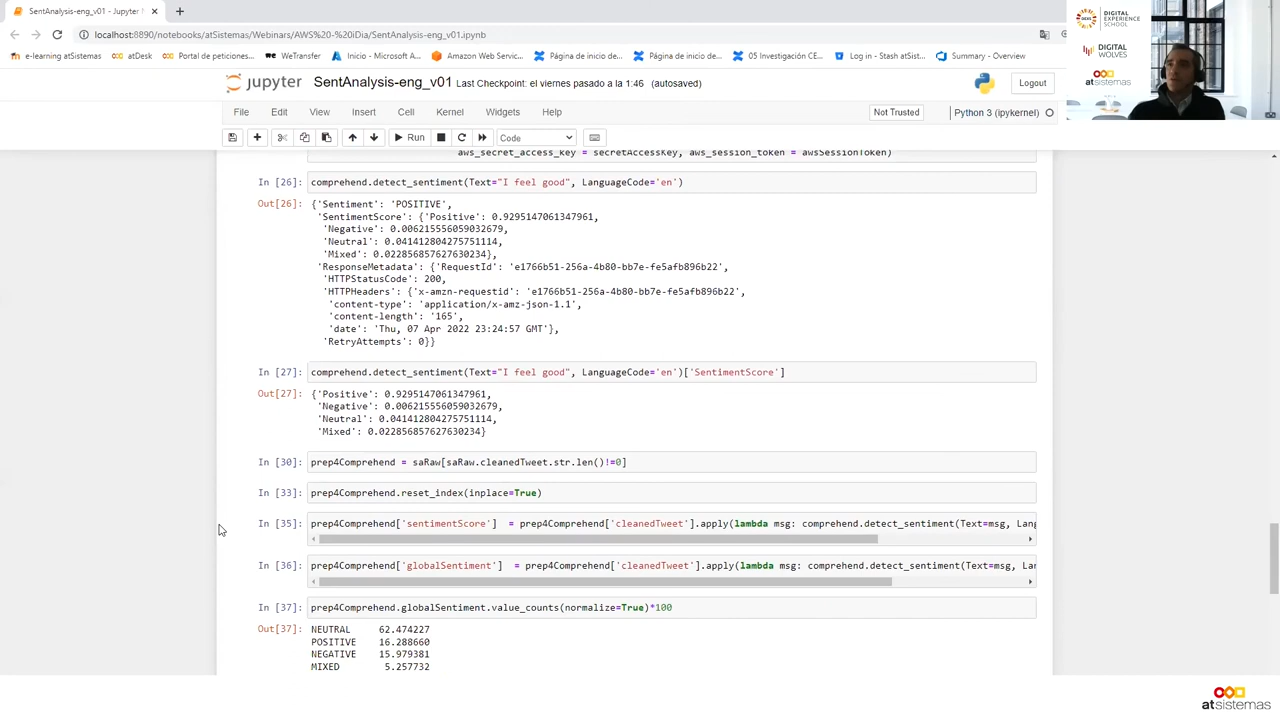 SentAnalysis-eng_v01 - Jupyter
localhost:8890/notebooks/atSistemas/Webinars/AWS%20-%20iDia/SentAnalysis-eng_v01.ipynb
e-learning atSistemas
atDesk
Portal de peticiones...
WeTransfer
Inicio - Microsoft A...
Amazon Web Servic...
Página de inicio de...
Página de inicio de...
05 Investigación CE...
Log in - Stash atSist...
Summary - Overview
DEXS
DIGITAL
EXPERIENCE
SCHOOL
DIGITAL
WOLVES
atsistemas
jupyter
SentAnalysis-eng_v01 Last Checkpoint: el viernes pasado a la 1:46 (autosaved)
Logout
File Edit View Insert Cell Kernel Widgets Help
Not Trusted
Python 3 (ipykernel)
Run
Code
aws_secret_access_key = secretAccessKey, aws_session_token = awsSessionToken)
In [26]: comprehend.detect_sentiment(Text="I feel good", LanguageCode='en')
Out[26]: {'Sentiment': 'POSITIVE',
'SentimentScore': {'Positive': 0.9295147061347961,
'Negative': 0.006215556059032679,
'Neutral': 0.041412804275751114,
'Mixed': 0.022856857627630234},
'ResponseMetadata': {'RequestId': 'e1766b51-256a-4b80-bb7e-fe5afb896b22',
'HTTPStatusCode': 200,
'HTTPHeaders': {'x-amzn-requestid': 'e1766b51-256a-4b80-bb7e-fe5afb896b22',
'content-type': 'application/x-amz-json-1.1',
'content-length': '165',
'date': 'Thu, 07 Apr 2022 23:24:57 GMT'},
'RetryAttempts': 0}}
In [27]: comprehend.detect_sentiment(Text="I feel good", LanguageCode='en')['SentimentScore']
Out[27]: {'Positive': 0.9295147061347961,
'Negative': 0.006215556059032679,
'Neutral': 0.041412804275751114,
'Mixed': 0.022856857627630234}
In [30]: prep4Comprehend = saRaw[saRaw.cleanedTweet.str.len()!=0]
In [33]: prep4Comprehend.reset_index(inplace=True)
In [35]: prep4Comprehend['sentimentScore'] = prep4Comprehend['cleanedTweet'].apply(lambda msg: comprehend.detect_sentiment(Text=msg, Lang
In [36]: prep4Comprehend['globalSentiment'] = prep4Comprehend['cleanedTweet'].apply(lambda msg: comprehend.detect_sentiment(Text=msg, La
In [37]: prep4Comprehend.globalSentiment.value_counts(normalize=True)*100
Out[37]: NEUTRAL 62.474227
POSITIVE 16.288660
NEGATIVE 15.979381
MIXED 5.257732
atsistemas